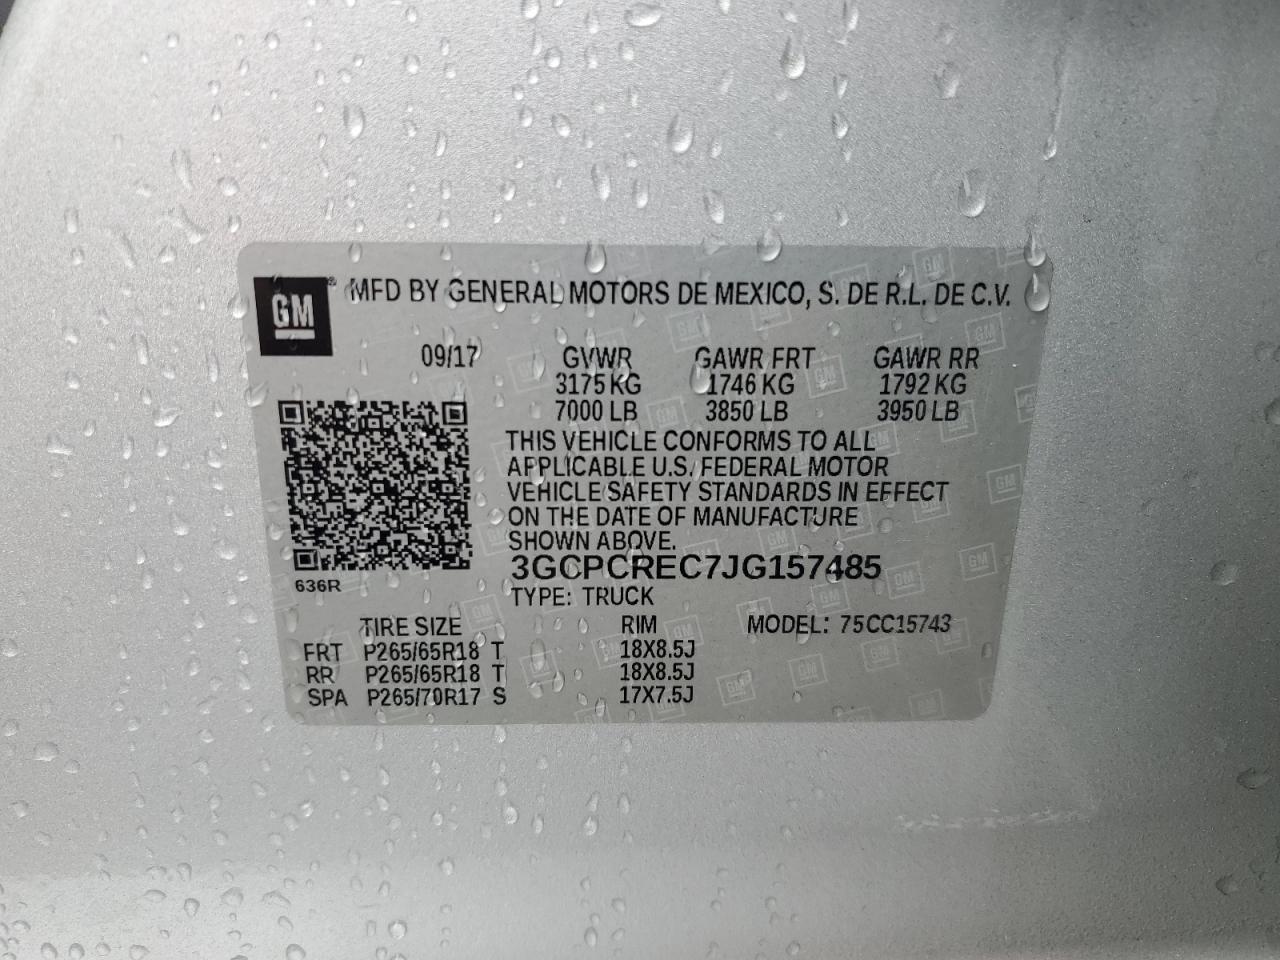 GM ® MFD BY GENERAL MOTORS DE MEXICO, S. DE R.L. DE C.V.
09/17 GVWR GAWR FRT GAWR RR
3175 KG 1746 KG 1792 KG
7000 LB 3850 LB 3950 LB
THIS VEHICLE CONFORMS TO ALL
APPLICABLE U.S. FEDERAL MOTOR
VEHICLE SAFETY STANDARDS IN EFFECT
ON THE DATE OF MANUFACTURE
SHOWN ABOVE.
3GCPCREC7JG157485
636R
TYPE: TRUCK
TIRE SIZE RIM MODEL: 75CC15743
FRT P265/65R18 T 18X8.5J
RR P265/65R18 T 18X8.5J
SPA P265/70R17 S 17X7.5J